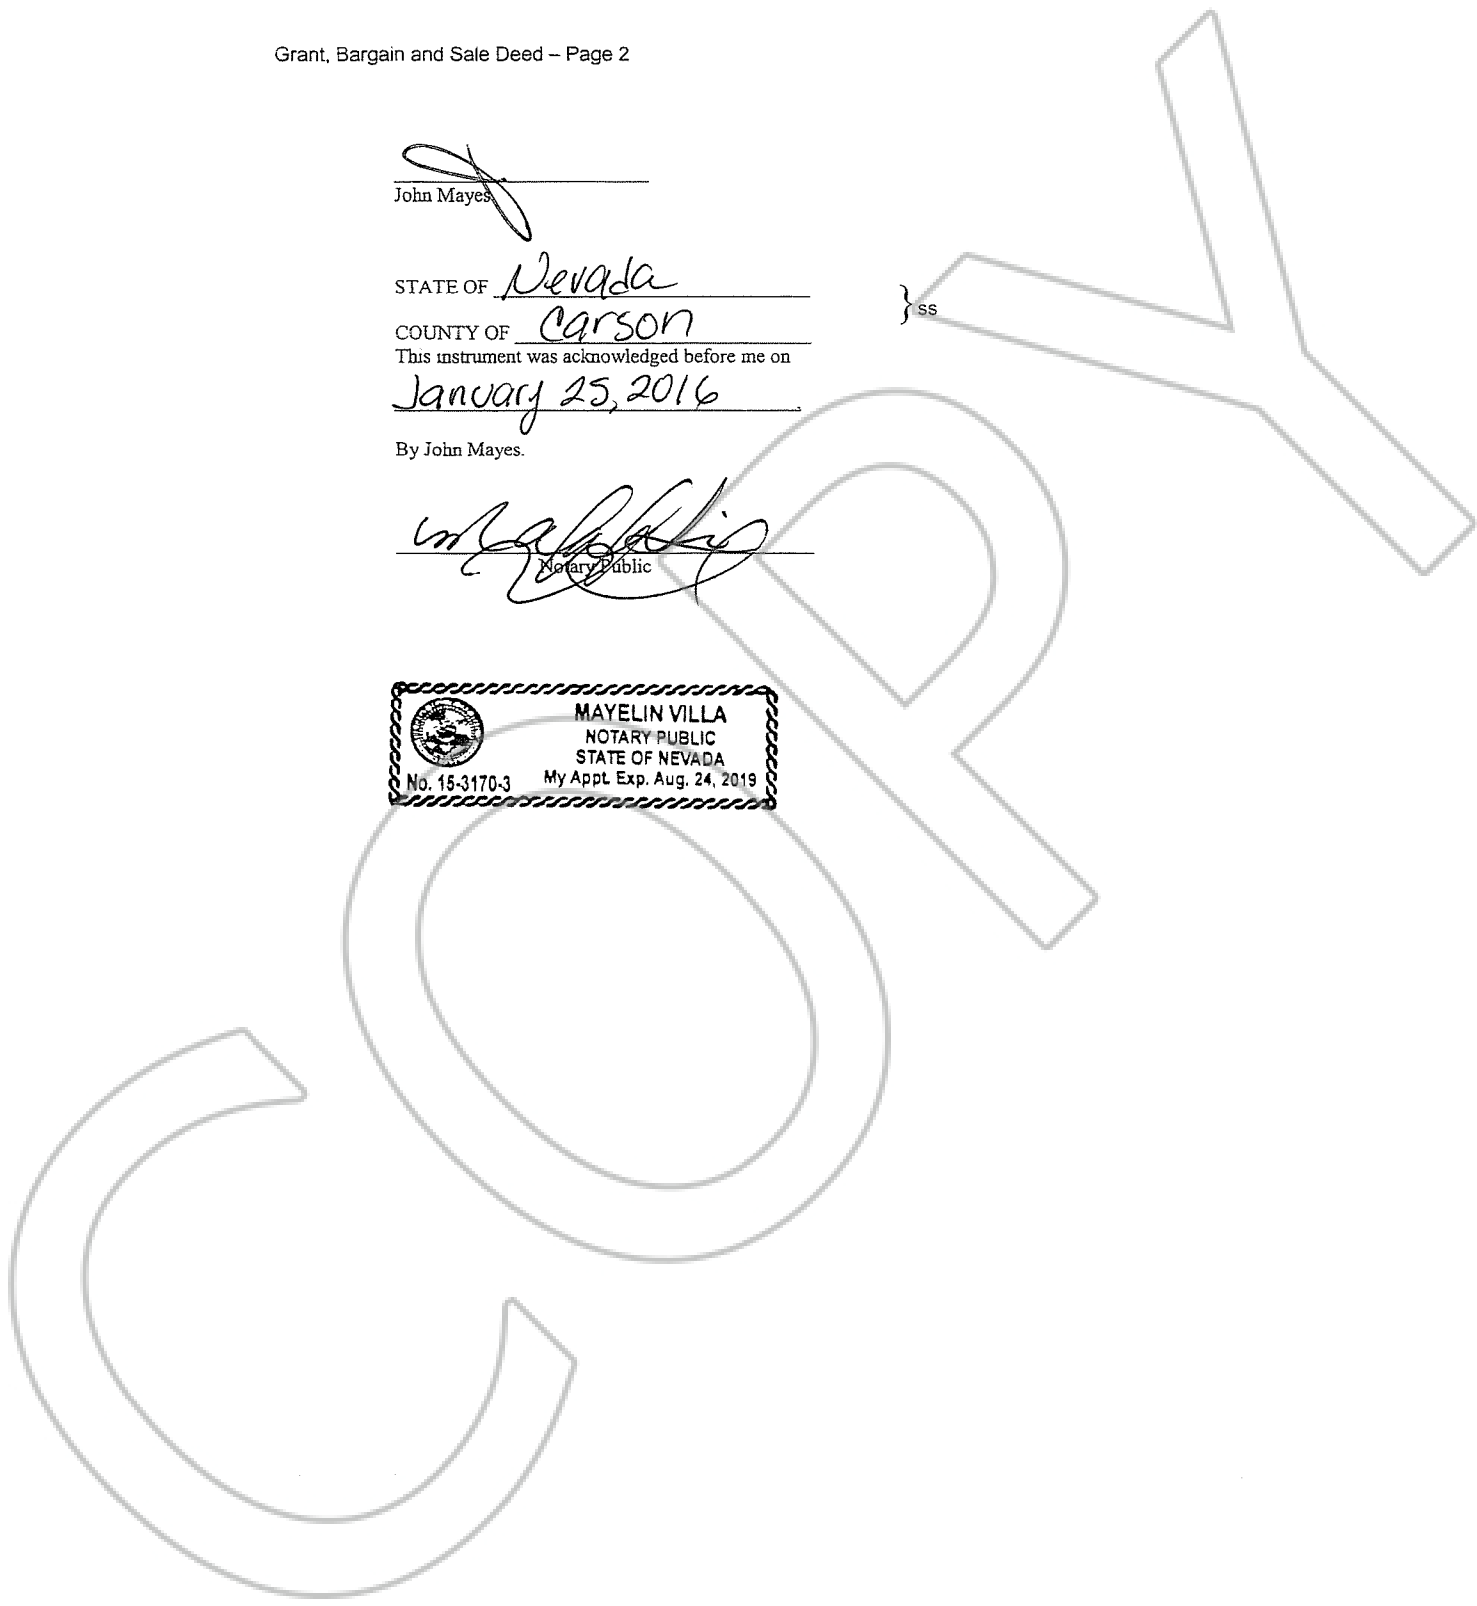 Grant, Bargain and Sale Deed – Page 2
John Mayes
STATE OF Nevada
COUNTY OF Carson
} ss
This instrument was acknowledged before me on
January 25, 2016.
By John Mayes.
Notary Public
MAYELIN VILLA
NOTARY PUBLIC
STATE OF NEVADA
No. 15-3170-3 My Appt. Exp. Aug. 24, 2019
COPY